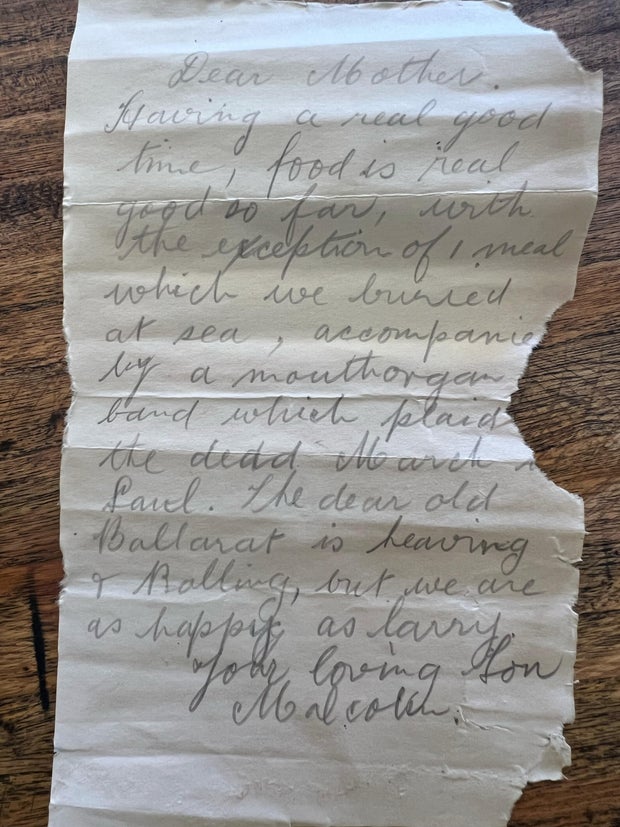 Dear Mother.
Having a real good
time, food is real
good so far, with
the exception of 1 meal
which we buried
at sea, accompanie
by a mouthorgan
band which plaid
the dedd March
Saul. The dear old
Ballarat is heaving
& Rolling, but we are
as happy as larry
Your loving Son
Malcolm.